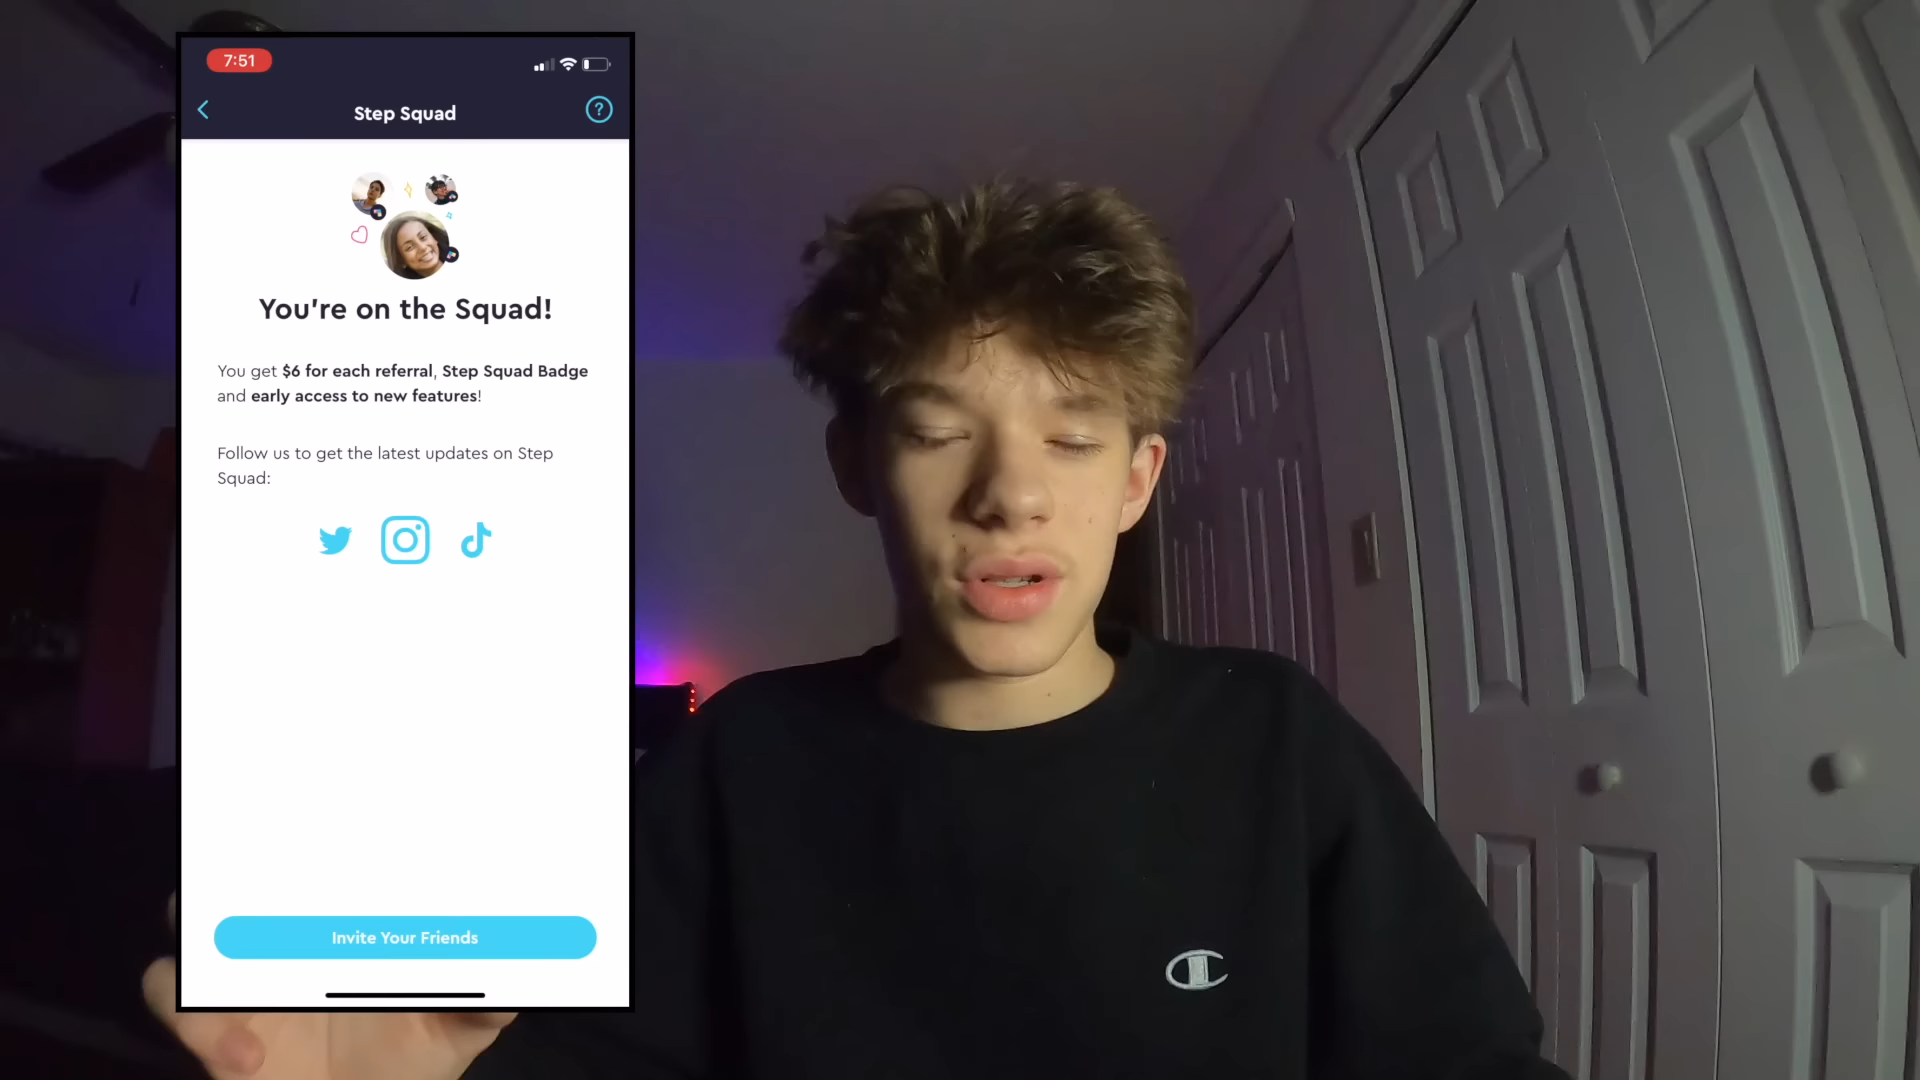 7:51
Step Squad
?
You're on the Squad!
You get $6 for each referral, Step Squad Badge
and early access to new features!
Follow us to get the latest updates on Step
Squad:
Invite Your Friends